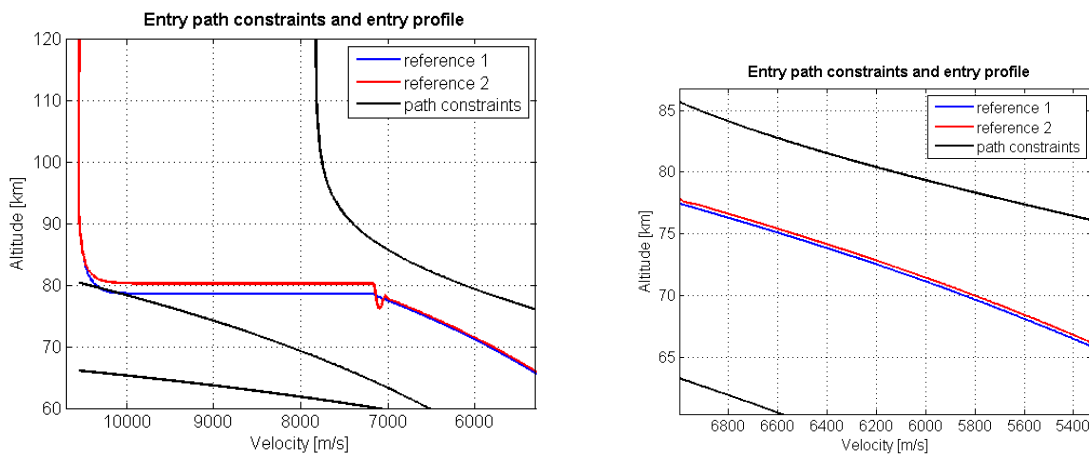 Entry path constraints and entry profile
120
110
100
90
80
70
60
Altitude [km]
reference 1
reference 2
path constraints
10000 9000 8000 7000 6000
Velocity [m/s]
Entry path constraints and entry profile
85
80
75
70
65
Altitude [km]
reference 1
reference 2
path constraints
6800 6600 6400 6200 6000 5800 5600 5400
Velocity [m/s]